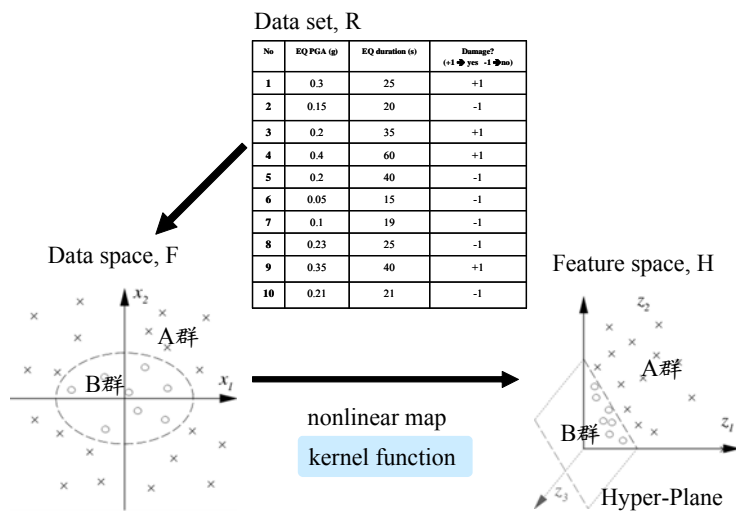 Data set, R
No EQ PGA (g) EQ duration (s) Damage?
(+1➔yes -1➔no)
1 0.3 25 +1
2 0.15 20 -1
3 0.2 35 +1
4 0.4 60 +1
5 0.2 40 -1
6 0.05 15 -1
7 0.1 19 -1
8 0.23 25 -1
9 0.35 40 +1
10 0.21 21 -1
Data space, F
x2
A群
B群
x1
nonlinear map
kernel function
Feature space, H
z2
A群
B群
z1
z3
Hyper-Plane